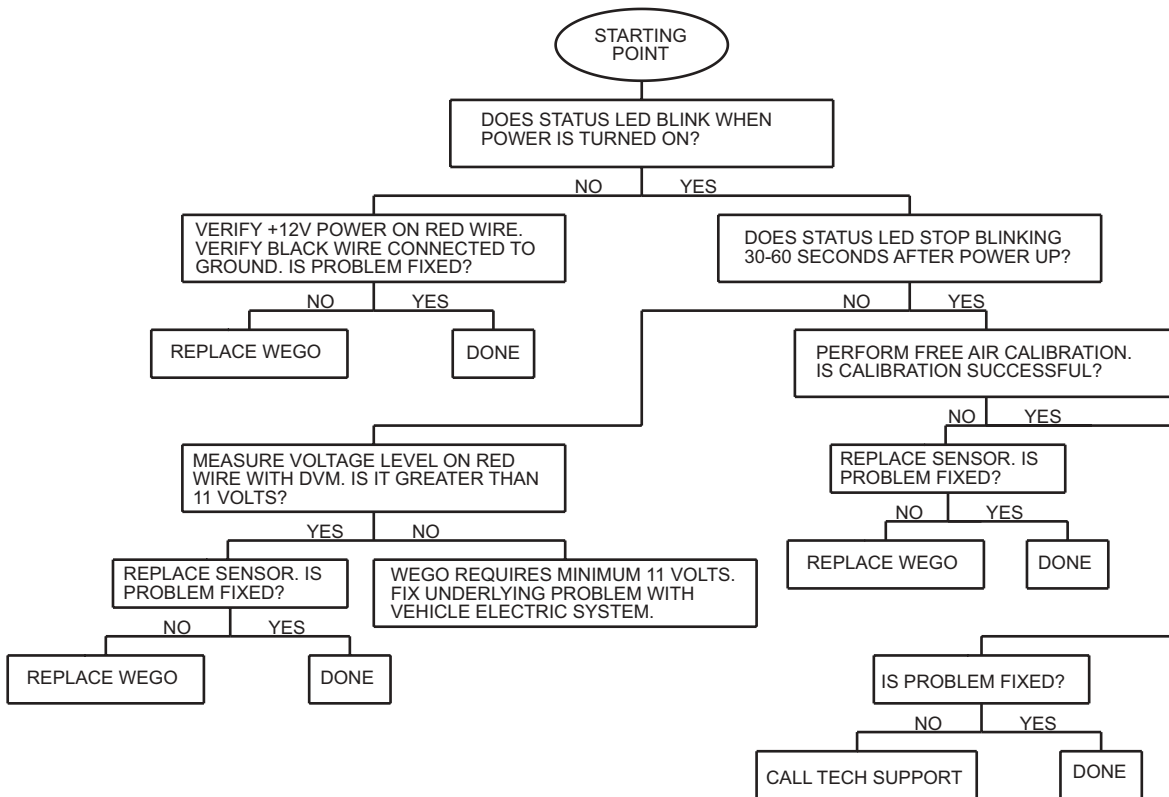 STARTING
POINT
DOES STATUS LED BLINK WHEN
POWER IS TURNED ON?
NO
YES
VERIFY +12V POWER ON RED WIRE.
VERIFY BLACK WIRE CONNECTED TO
GROUND. IS PROBLEM FIXED?
DOES STATUS LED STOP BLINKING
30-60 SECONDS AFTER POWER UP?
NO
YES
NO
YES
REPLACE WEGO
DONE
PERFORM FREE AIR CALIBRATION.
IS CALIBRATION SUCCESSFUL?
NO
YES
MEASURE VOLTAGE LEVEL ON RED
WIRE WITH DVM. IS IT GREATER THAN
11 VOLTS?
REPLACE SENSOR. IS
PROBLEM FIXED?
NO
YES
YES
NO
REPLACE WEGO
DONE
REPLACE SENSOR. IS
PROBLEM FIXED?
WEGO REQUIRES MINIMUM 11 VOLTS.
FIX UNDERLYING PROBLEM WITH
VEHICLE ELECTRIC SYSTEM.
NO
YES
REPLACE WEGO
DONE
IS PROBLEM FIXED?
NO
YES
CALL TECH SUPPORT
DONE